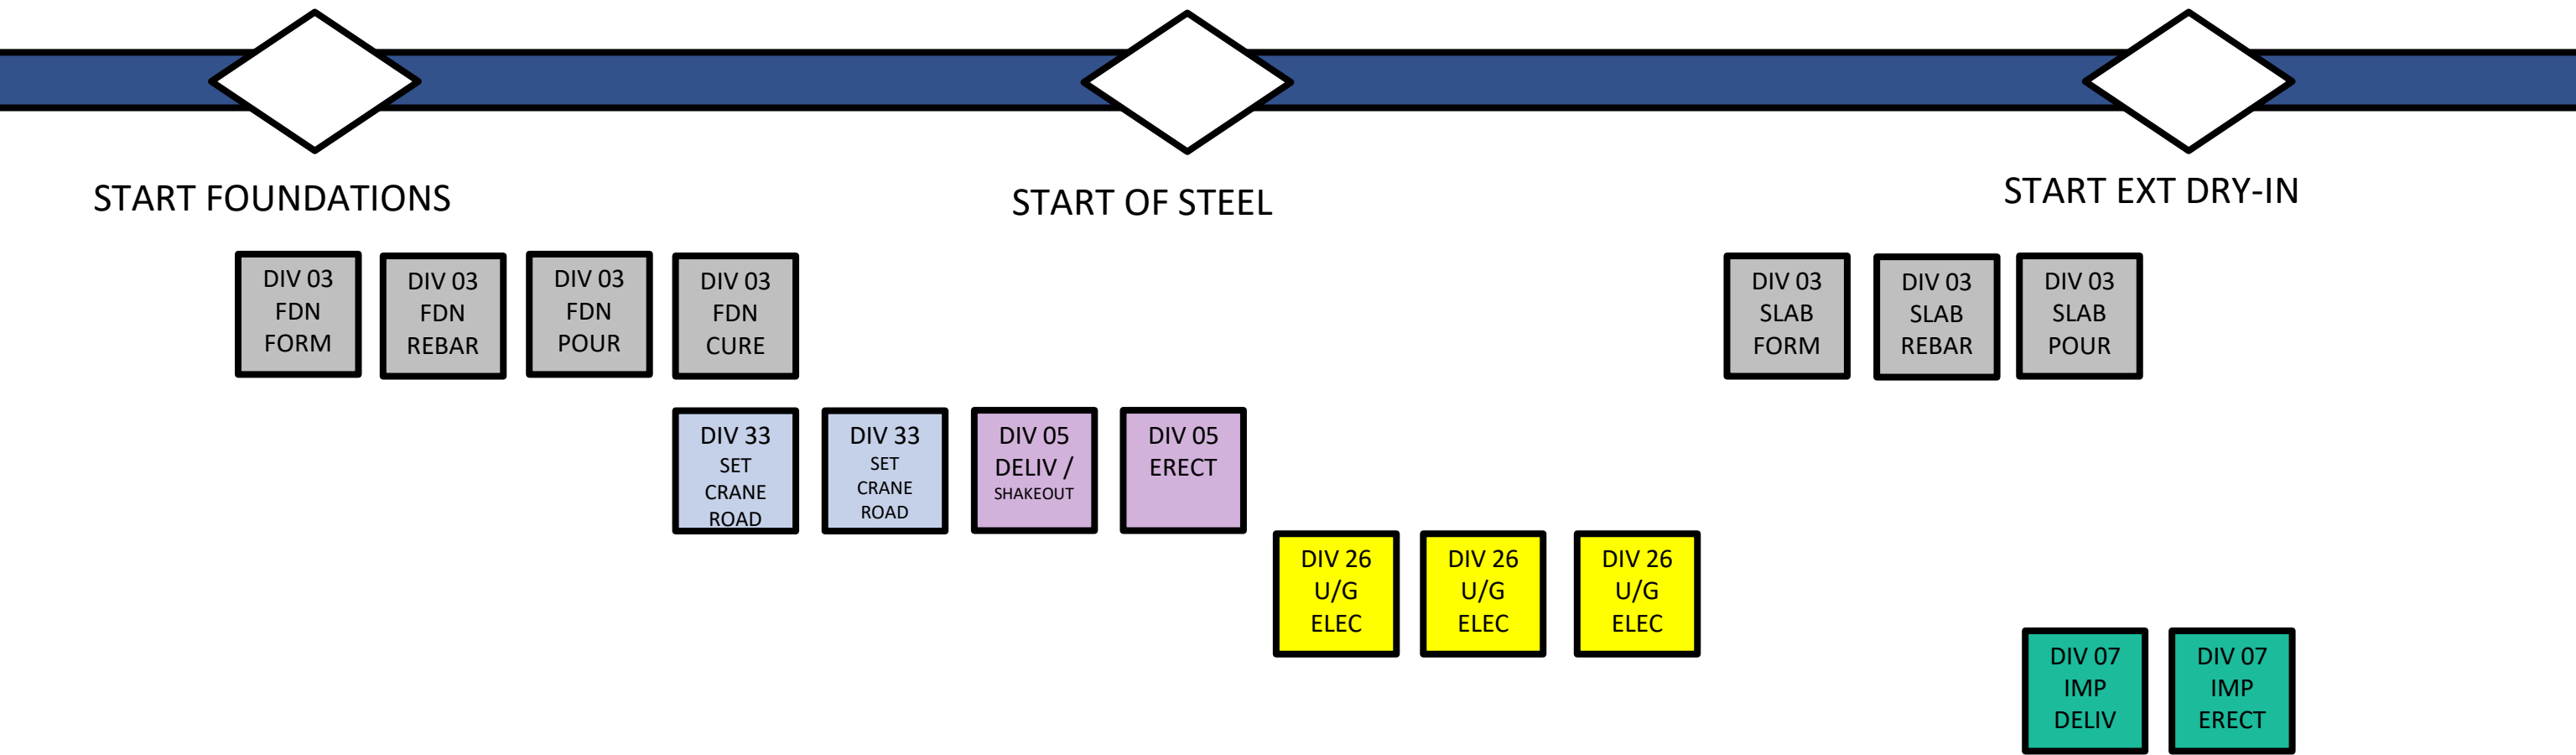 START FOUNDATIONS
START OF STEEL
START EXT DRY-IN
DIV 03
FDN
FORM
DIV 03
FDN
REBAR
DIV 03
FDN
POUR
DIV 03
FDN
CURE
DIV 03
SLAB
FORM
DIV 03
SLAB
REBAR
DIV 03
SLAB
POUR
DIV 33
SET
CRANE
ROAD
DIV 33
SET
CRANE
ROAD
DIV 05
DELIV /
SHAKEOUT
DIV 05
ERECT
DIV 26
U/G
ELEC
DIV 26
U/G
ELEC
DIV 26
U/G
ELEC
DIV 07
IMP
DELIV
DIV 07
IMP
ERECT